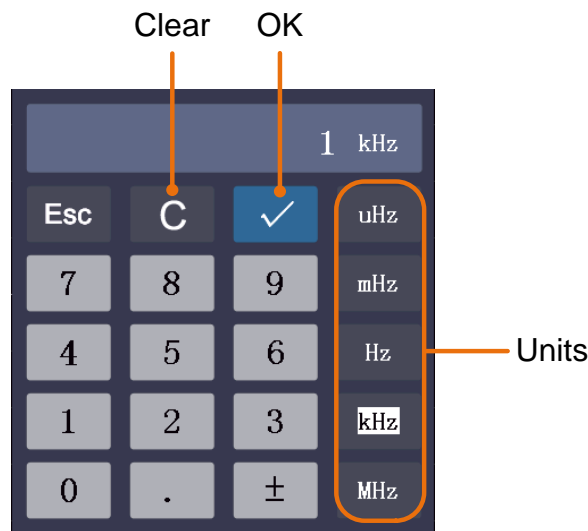 Clear OK
1 kHz
Esc C ✓ uHz
7 8 9 mHz
4 5 6 Hz
Units
1 2 3 kHz
0 . ± MHz